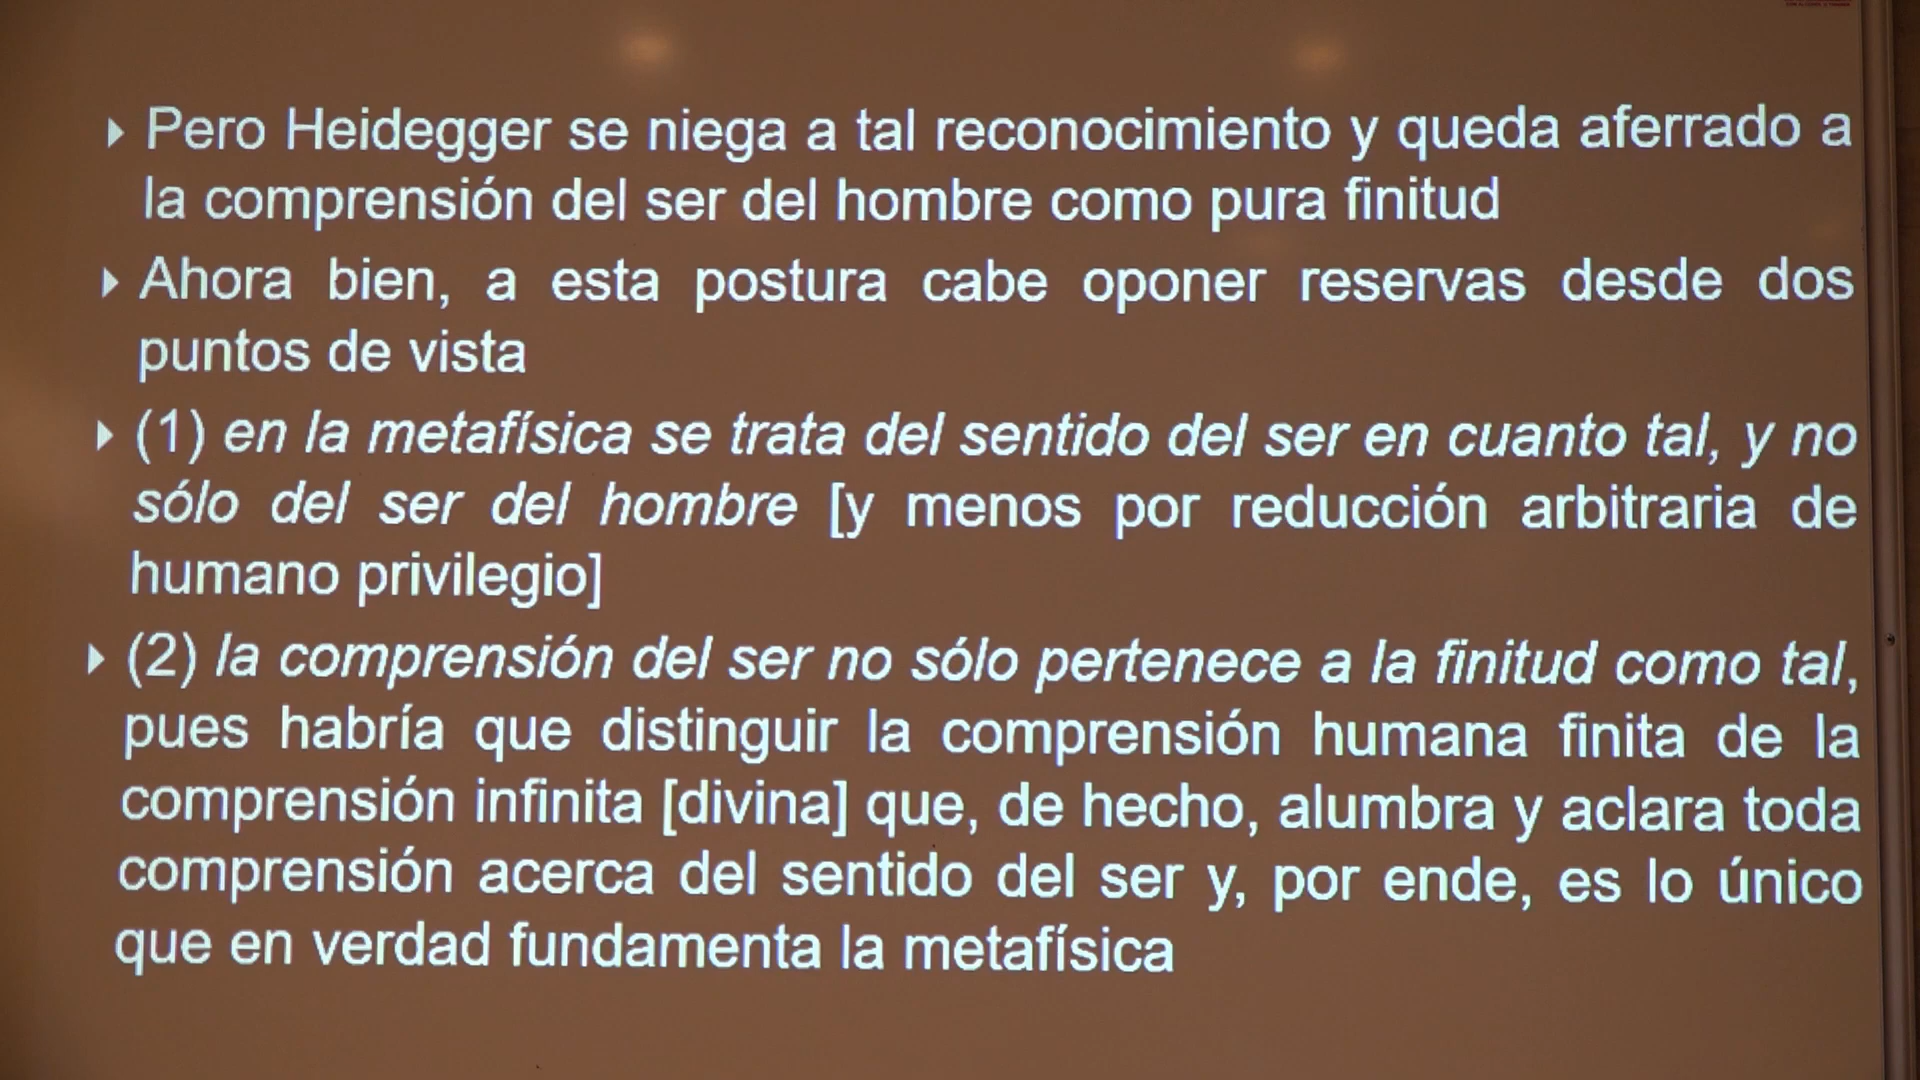 Pero Heidegger se niega a tal reconocimiento y queda aferrado a
la comprensión del ser del hombre como pura finitud
Ahora bien, a esta postura cabe oponer reservas desde dos
puntos de vista
(1) en la metafísica se trata del sentido del ser en cuanto tal, y no
sólo del ser del hombre [y menos por reducción arbitraria de
humano privilegio]
(2) la comprensión del ser no sólo pertenece a la finitud como tal,
pues habría que distinguir la comprensión humana finita de la
comprensión infinita [divina] que, de hecho, alumbra y aclara toda
comprensión acerca del sentido del ser y, por ende, es lo único
que en verdad fundamenta la metafísica